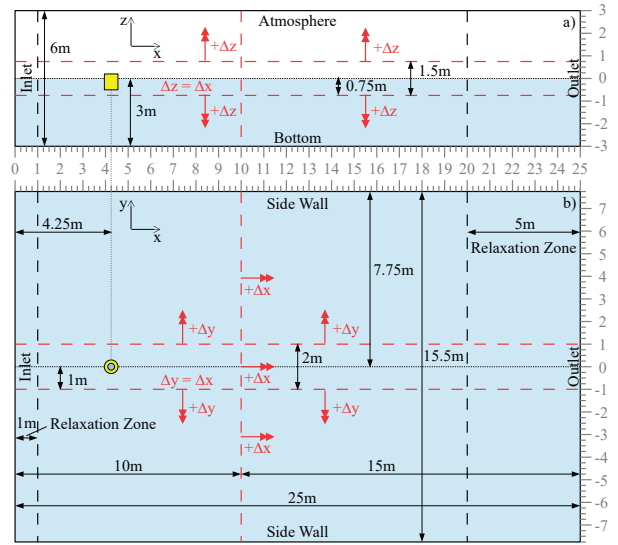 Atmosphere
a)
3
z
x
+Δz
+Δz
2
6m
1.5m
1
Inlet
Δz = Δx
0.75m
Outlet
0
3m
+Δz
+Δz
-1
-2
Bottom
-3
0 1 2 3 4 5 6 7 8 9 10 11 12 13 14 15 16 17 18 19 20 21 22 23 24 25
y
x
Side Wall
b)
7
4.25m
5m
6
Relaxation Zone
7.75m
5
+Δx
4
3
+Δy
+Δy
2
2m
15.5m
1
Inlet
+Δx
Outlet
0
1m
Δy = Δx
-1
+Δy
+Δy
-2
1m
Relaxation Zone
+Δx
-3
-4
10m
15m
-5
25m
-6
Side Wall
-7